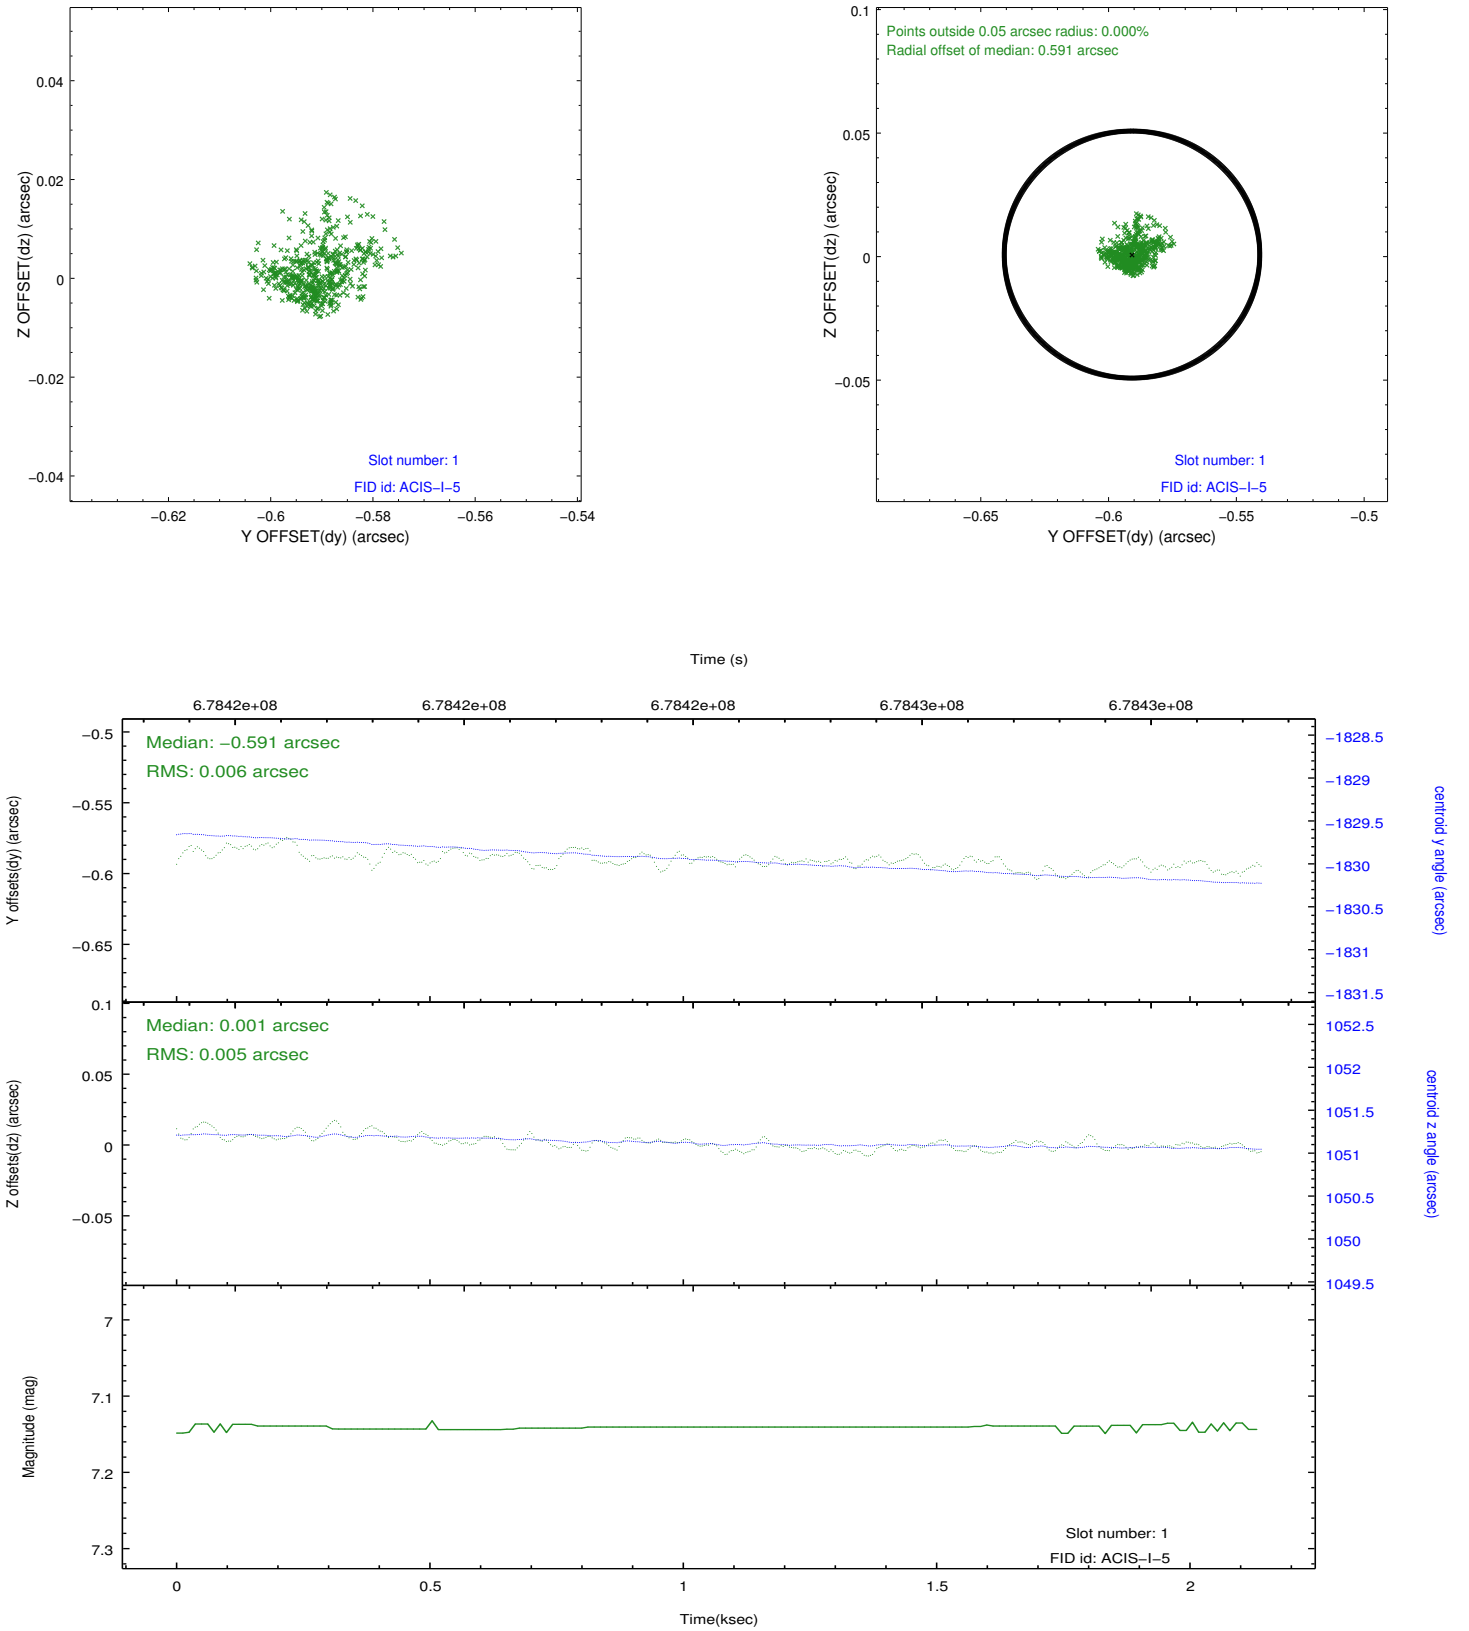 0.04
0.02
0
−0.02
−0.04
Z OFFSET(dz) (arcsec)
Slot number: 1
FID id: ACIS−I−5
−0.62
−0.6
−0.58
−0.56
−0.54
Y OFFSET(dy) (arcsec)
0.1
0.05
0
−0.05
Z OFFSET(dz) (arcsec)
Points outside 0.05 arcsec radius: 0.000%
Radial offset of median: 0.591 arcsec
Slot number: 1
FID id: ACIS−I−5
−0.65
−0.6
−0.55
−0.5
Y OFFSET(dy) (arcsec)
Time (s)
6.7842e+08
6.7842e+08
6.7842e+08
6.7843e+08
6.7843e+08
−0.5
−0.55
−0.6
−0.65
Y offsets(dy) (arcsec)
Median: −0.591 arcsec
RMS: 0.006 arcsec
−1828.5
−1829
−1829.5
−1830
−1830.5
−1831
−1831.5
centroid y angle (arcsec)
0.1
0.05
0
−0.05
Z offsets(dz) (arcsec)
Median: 0.001 arcsec
RMS: 0.005 arcsec
1052.5
1052
1051.5
1051
1050.5
1050
1049.5
centroid z angle (arcsec)
7
7.1
7.2
7.3
Magnitude (mag)
Slot number: 1
FID id: ACIS−I−5
0
0.5
1
1.5
2
Time(ksec)